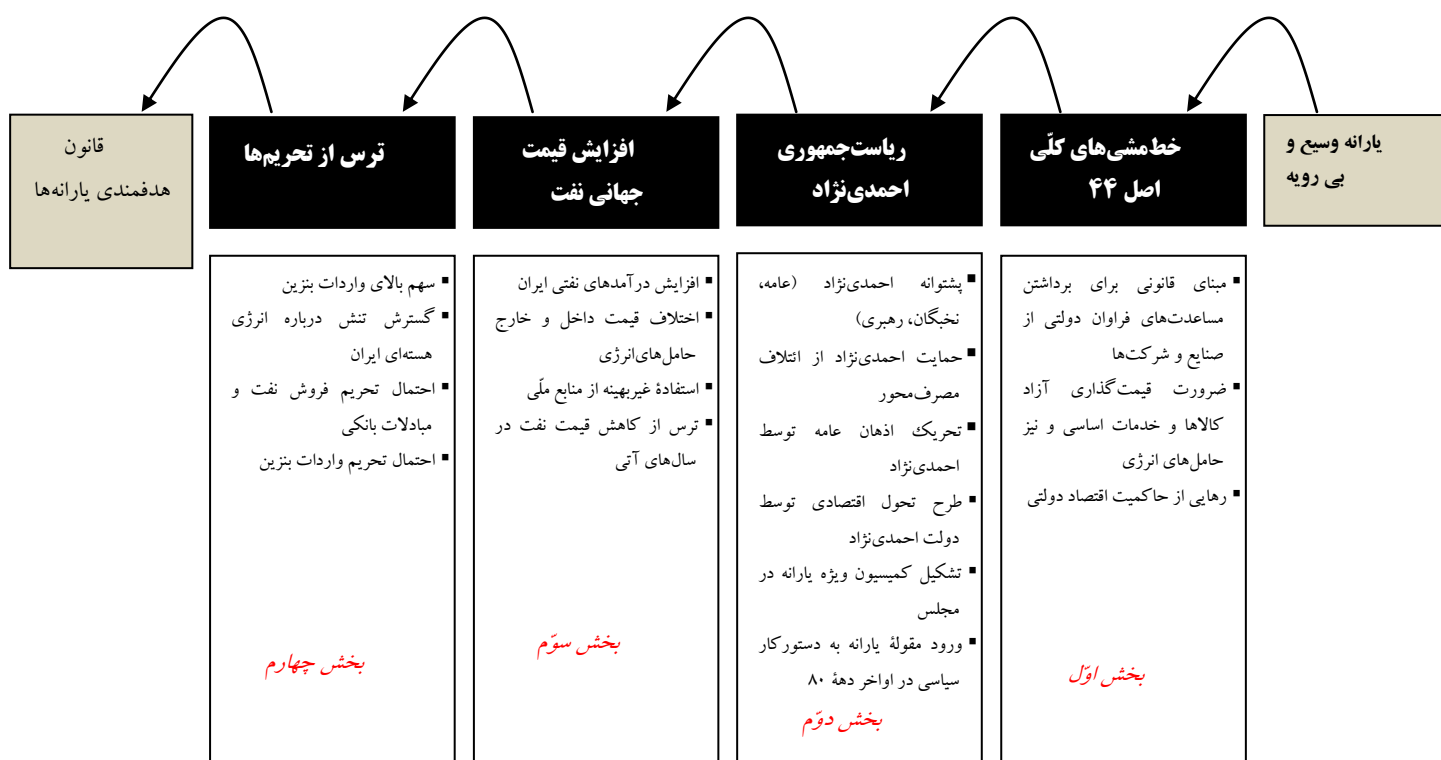 یارانه وسیع و
بی رویه
خط‌مشی‌های کلّی
اصل ۴۴
ریاست‌جمهوری
احمدی‌نژاد
افزایش قیمت
جهانی نفت
ترس از تحریم‌ها
قانون
هدفمندی یارانه‌ها
▪ مبنای قانونی برای برداشتن
مساعدت‌های فراوان دولتی از
صنایع و شرکت‌ها
▪ ضرورت قیمت‌گذاری آزاد
کالاها و خدمات اساسی و نیز
حامل‌های انرژی
▪ رهایی از حاکمیت اقتصاد دولتی
بخش اوّل
▪ پشتوانه احمدی‌نژاد (عامه،
نخبگان، رهبری)
▪ حمایت احمدی‌نژاد از ائتلاف
مصرف‌محور
▪ تحریک اذهان عامه توسط
احمدی‌نژاد
▪ طرح تحول اقتصادی توسط
دولت احمدی‌نژاد
▪ تشکیل کمیسیون ویژه یارانه در
مجلس
▪ ورود مقولهٔ یارانه به دستورکار
سیاسی در اواخر دههٔ ۸۰
بخش دوّم
▪ افزایش درآمدهای نفتی ایران
▪ اختلاف قیمت داخل و خارج
حامل‌های‌انرژی
▪ استفادهٔ غیربهینه از منابع ملّی
▪ ترس از کاهش قیمت نفت در
سال‌های آتی
بخش سوّم
▪ سهم بالای واردات بنزین
▪ گسترش تنش درباره انرژی
هسته‌ای ایران
▪ احتمال تحریم فروش نفت و
مبادلات بانکی
▪ احتمال تحریم واردات بنزین
بخش چهارم